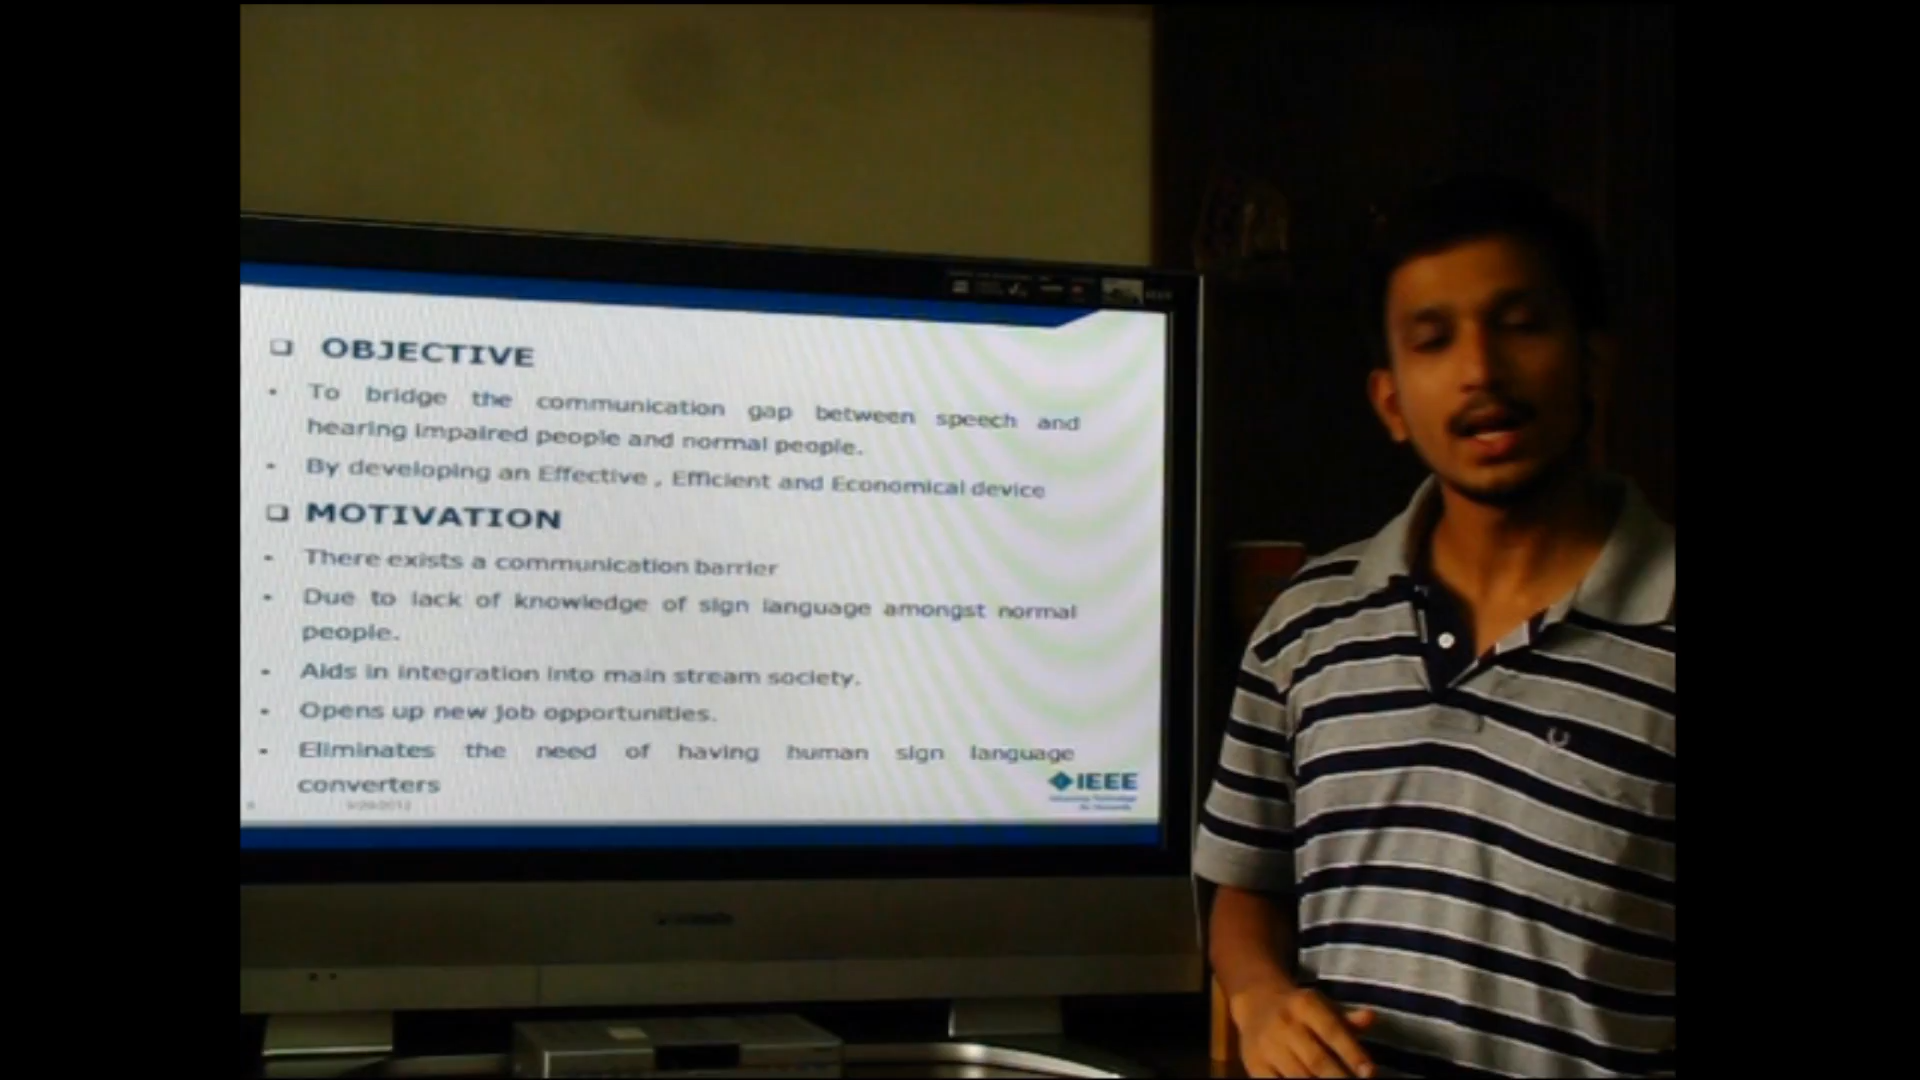 ❑ OBJECTIVE
• To bridge the communication gap between speech and
hearing impaired people and normal people.
• By developing an Effective , Efficient and Economical device
❑ MOTIVATION
• There exists a communication barrier
• Due to lack of knowledge of sign language amongst normal
people.
• Aids in integration into main stream society.
• Opens up new job opportunities.
• Eliminates the need of having human sign language
converters
IEEE